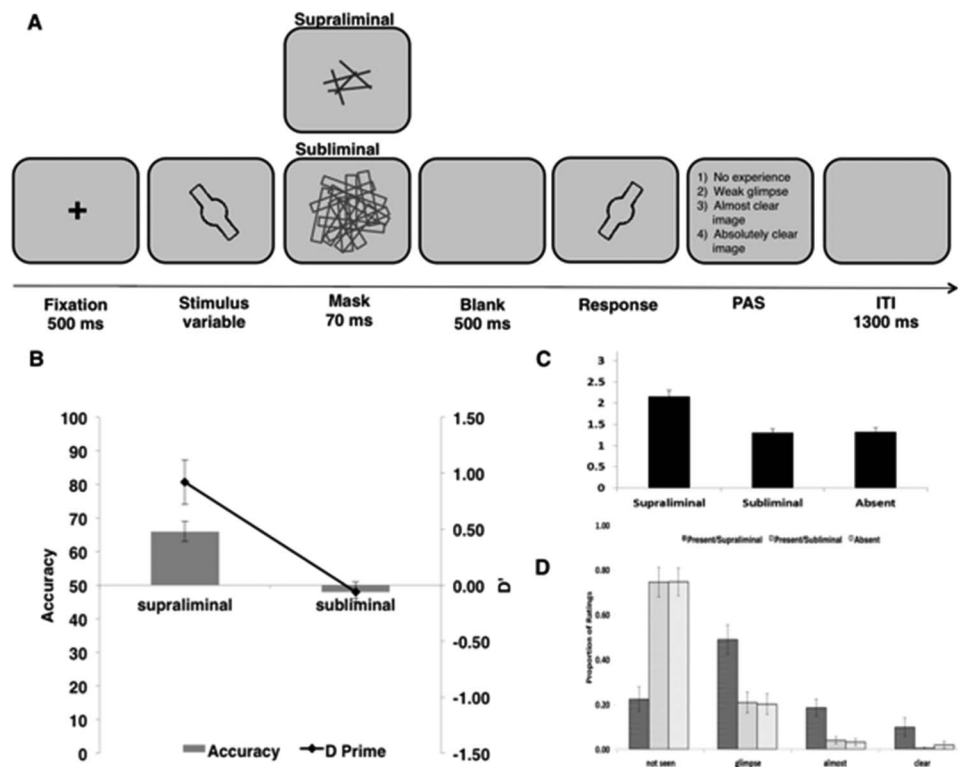 A
Supraliminal
Subliminal
+
1) No experience
2) Weak glimpse
3) Almost clear
image
4) Absolutely clear
image
Fixation
500 ms
Stimulus
variable
Mask
70 ms
Blank
500 ms
Response
PAS
ITI
1300 ms
B
Accuracy
100
90
80
70
60
50
40
30
20
10
0
supraliminal
subliminal
1.50
1.00
0.50
0.00
-0.50
-1.00
-1.50
D'
Accuracy
D Prime
C
3
2.5
2
1.5
1
0.5
0
Supraliminal
Subliminal
Absent
D
Present/Supraliminal
Present/Subliminal
Absent
Proportion of Ratings
1.00
0.80
0.60
0.40
0.20
0.00
not seen
glimpse
almost
clear